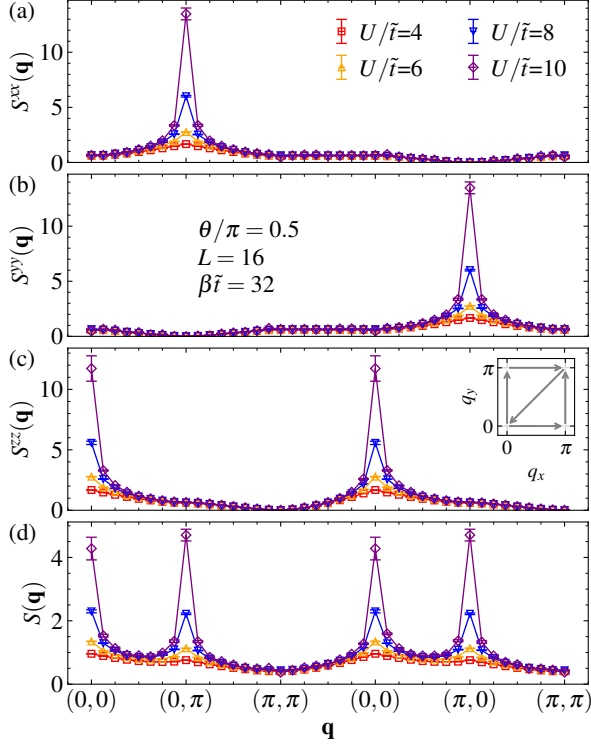 (a)
U/t̃=4
U/t̃=8
U/t̃=6
U/t̃=10
S^{xx}(q)
10
5
0
(b)
θ/π = 0.5
L = 16
βt̃ = 32
S^{yy}(q)
10
5
0
(c)
S^{zz}(q)
10
5
0
π
q_y
0
0
π
q_x
(d)
S(q)
4
2
0
(0,0)
(0,π)
(π,π)
(0,0)
(π,0)
(π,π)
q